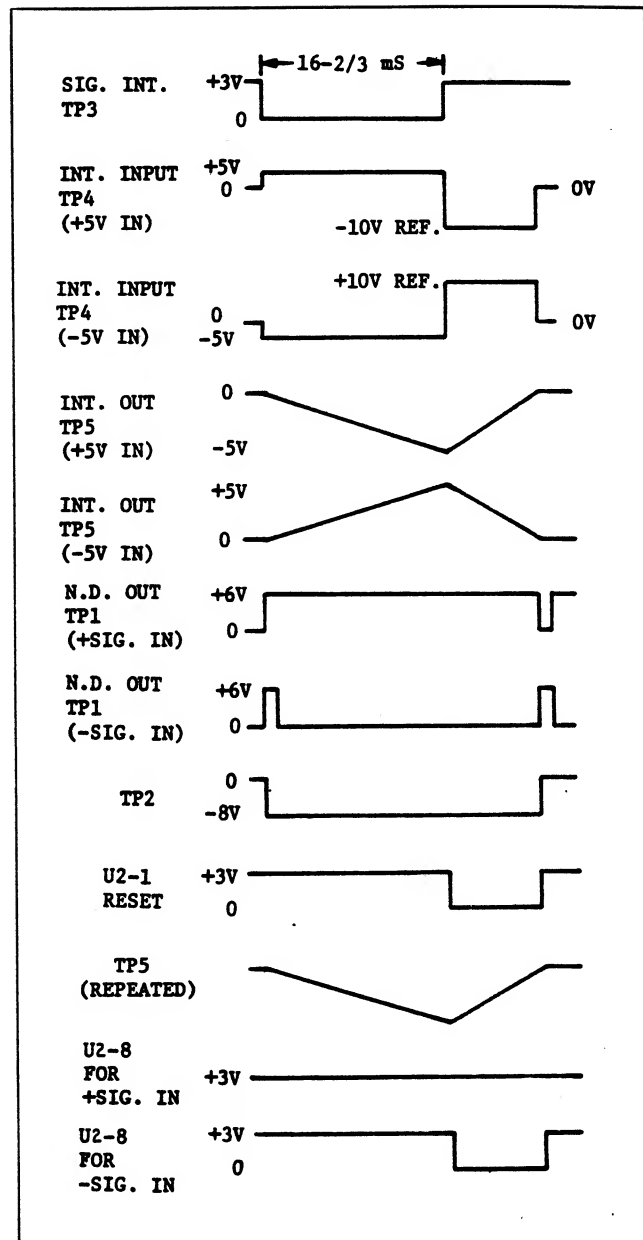 16-2/3 mS
SIG. INT. +3V
TP3
0
INT. INPUT +5V
TP4 0 0V
(+5V IN) -10V REF.
INT. INPUT +10V REF.
TP4 0 0V
(-5V IN) -5V
INT. OUT 0
TP5
(+5V IN) -5V
INT. OUT +5V
TP5
(-5V IN) 0
N.D. OUT +6V
TP1
(+SIG. IN) 0
N.D. OUT +6V
TP1
(-SIG. IN) 0
0
TP2
-8V
U2-1 +3V
RESET
0
TP5
(REPEATED)
U2-8
FOR +3V
+SIG. IN
U2-8 +3V
FOR
-SIG. IN 0